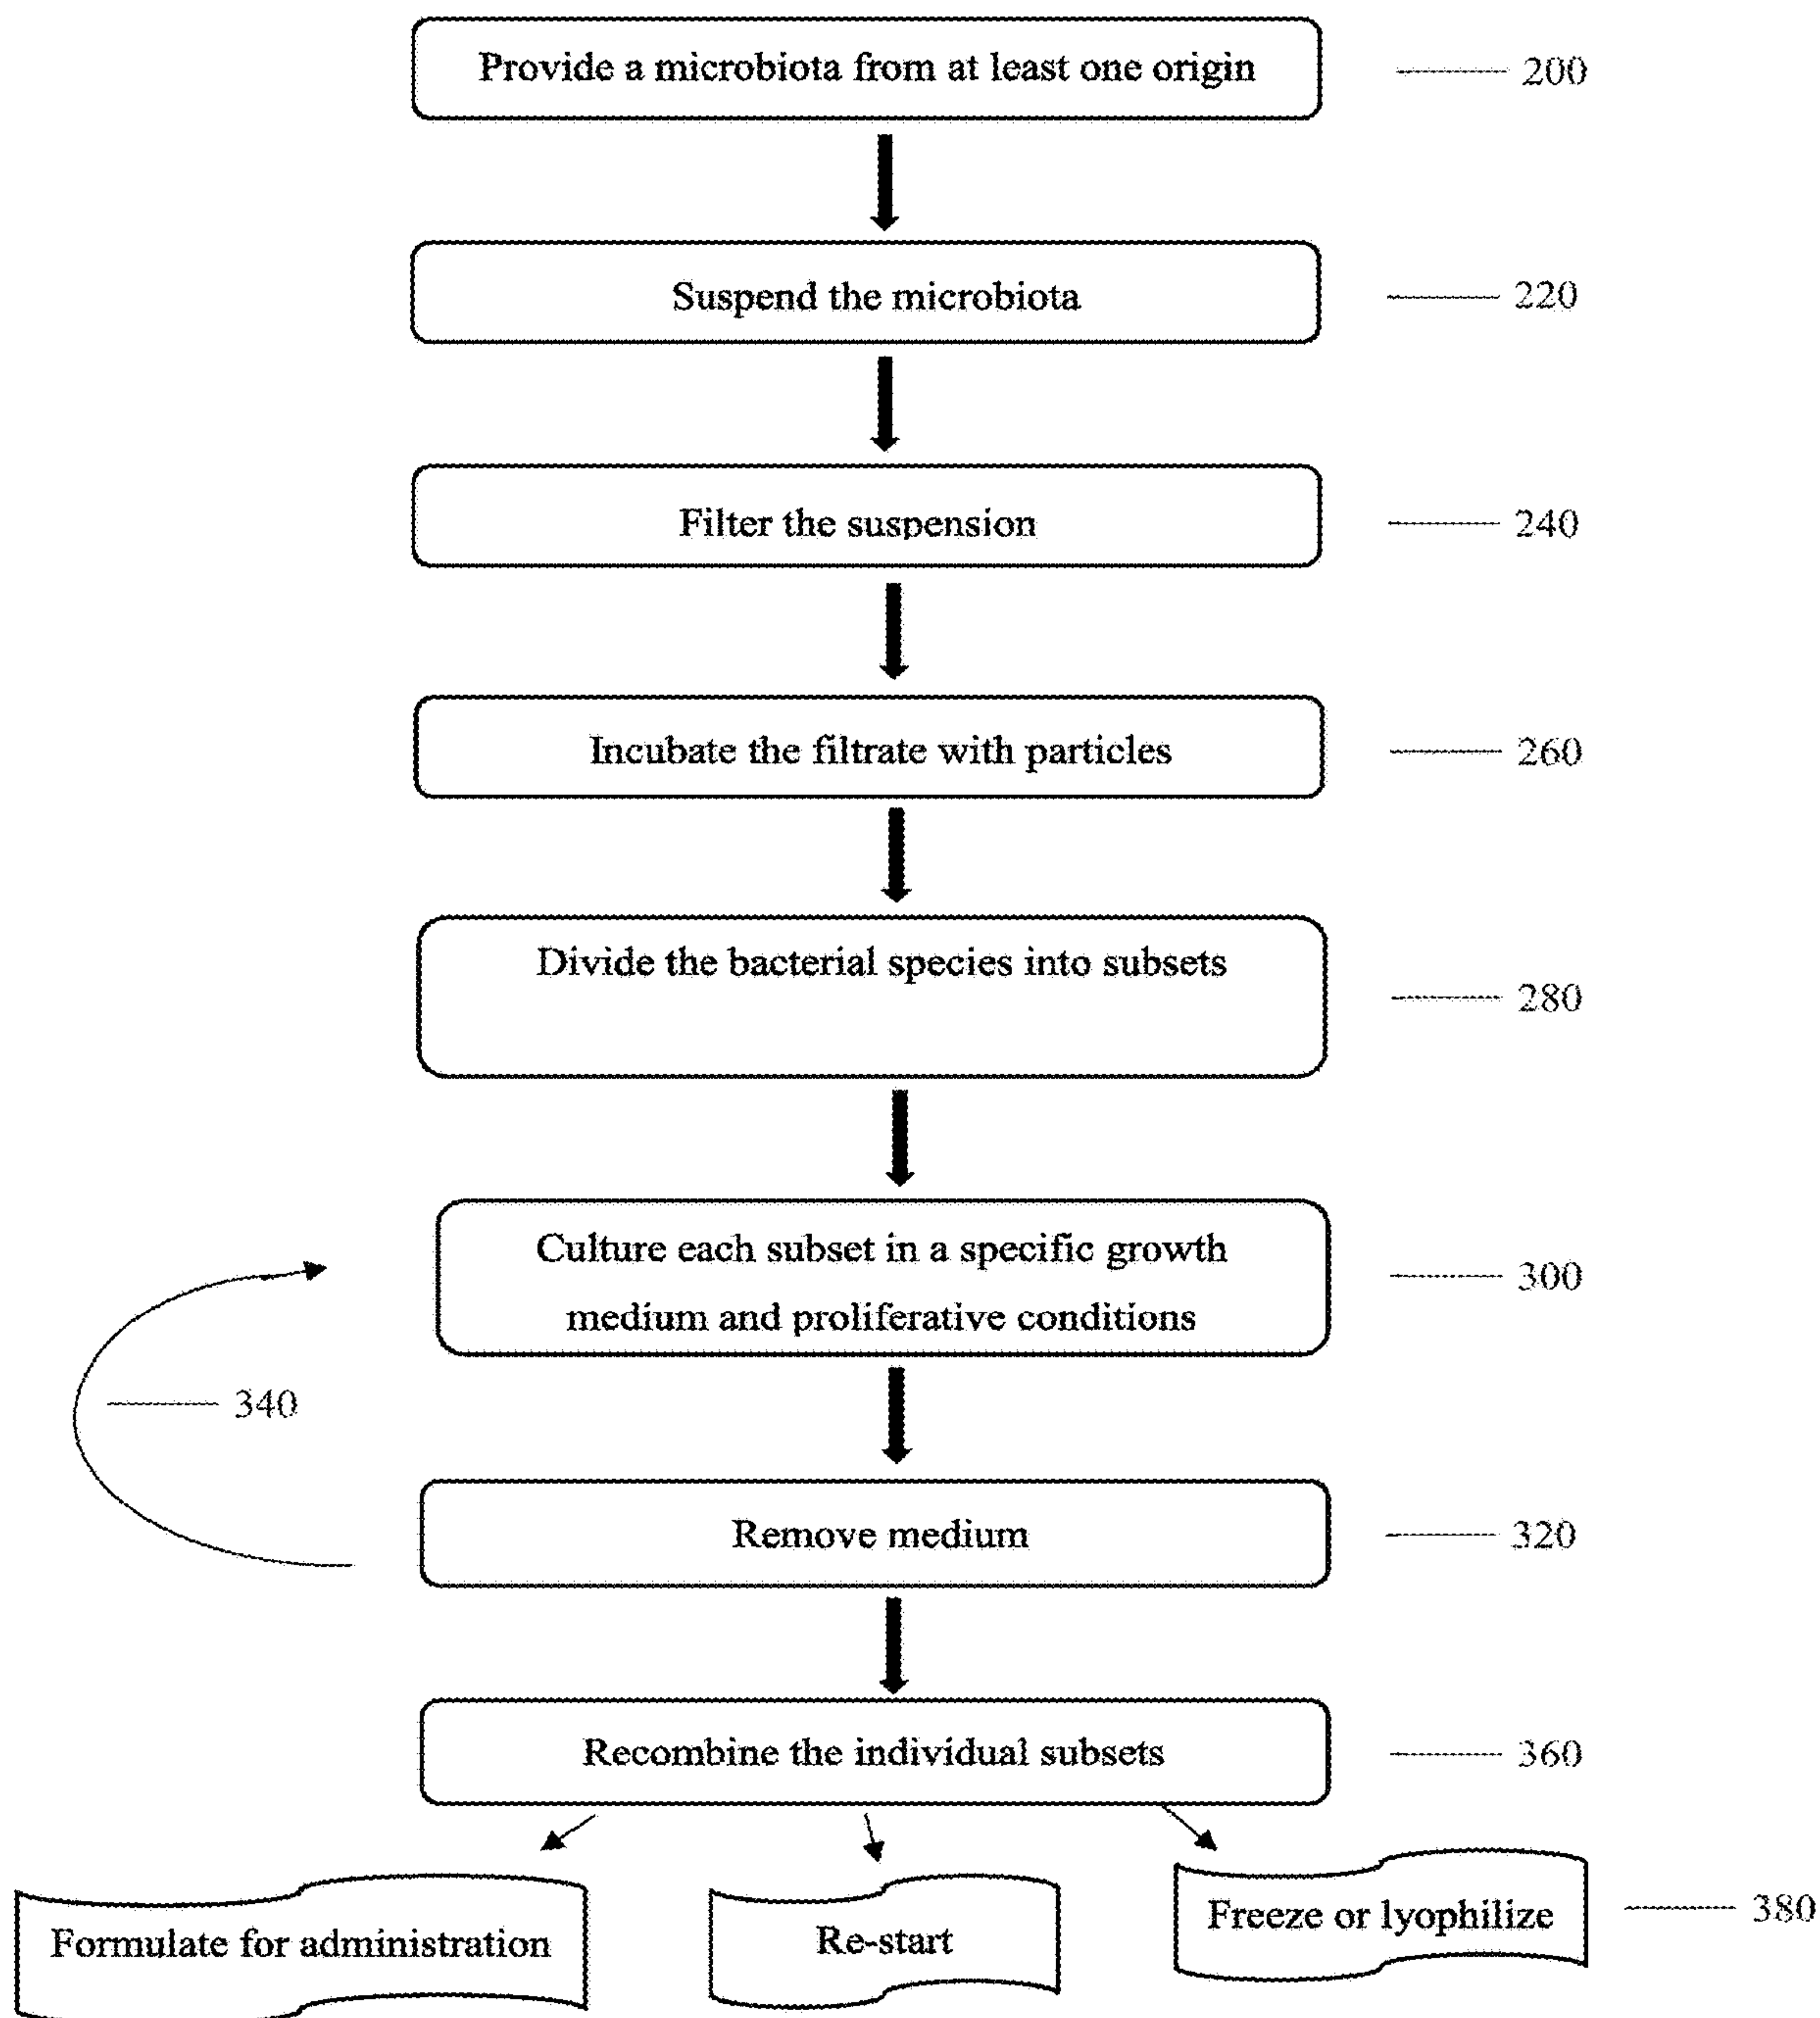 Provide a microbiota from at least one origin
200
Suspend the microbiota
220
Filter the suspension
240
Incubate the filtrate with particles
260
Divide the bacterial species into subsets
280
Culture each subset in a specific growth
medium and proliferative conditions
300
340
Remove medium
320
Recombine the individual subsets
360
Formulate for administration
Re-start
Freeze or lyophilize
380